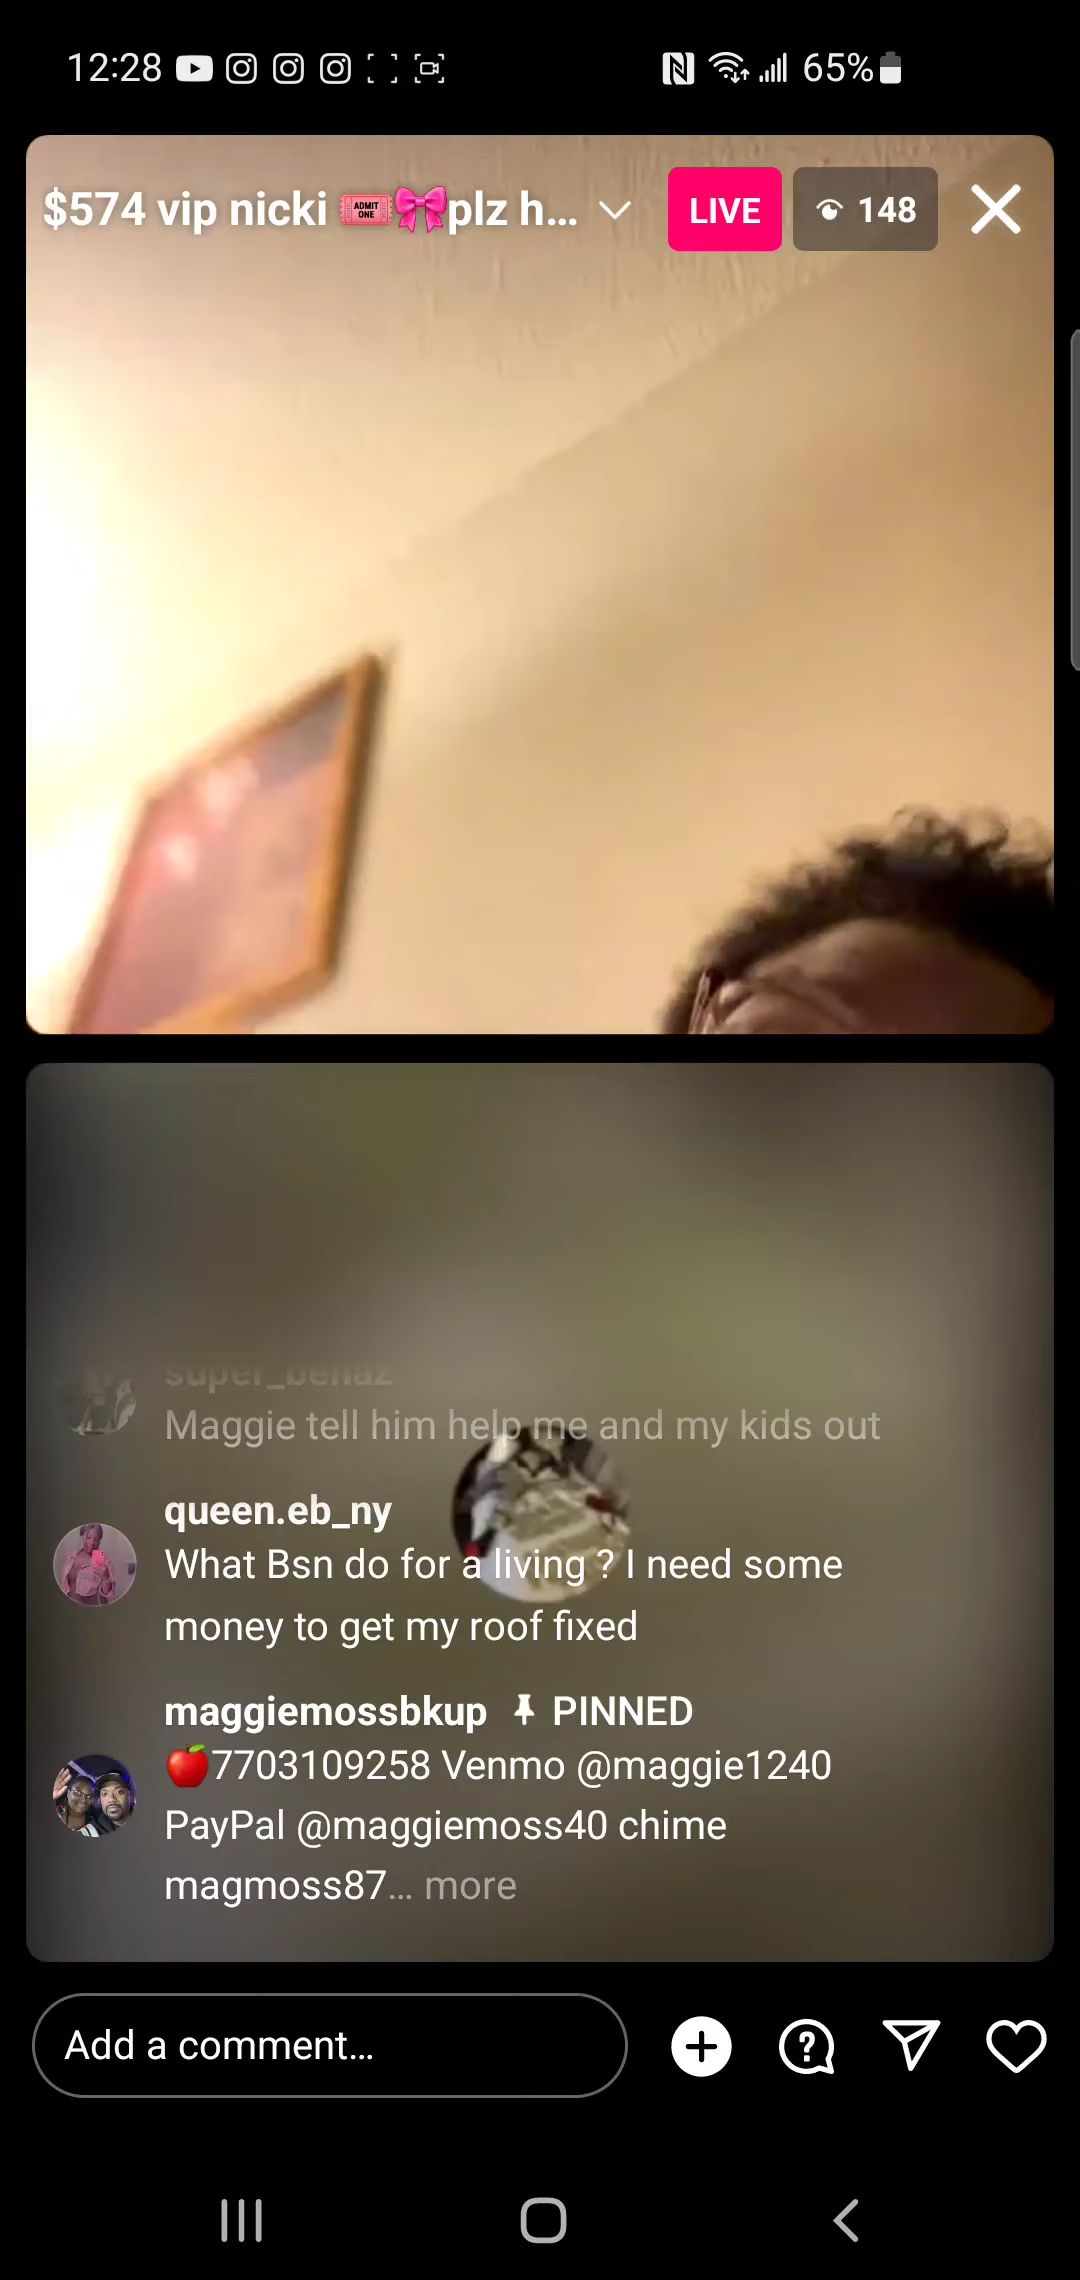 12:28
65%
$574 vip nicki 🎟️🎀plz h...
LIVE
148
super_benaz
Maggie tell him help me and my kids out
queen.eb_ny
What Bsn do for a living ? I need some
money to get my roof fixed
maggiemossbkup PINNED
🍎7703109258 Venmo @maggie1240
PayPal @maggiemoss40 chime
magmoss87... more
Add a comment...